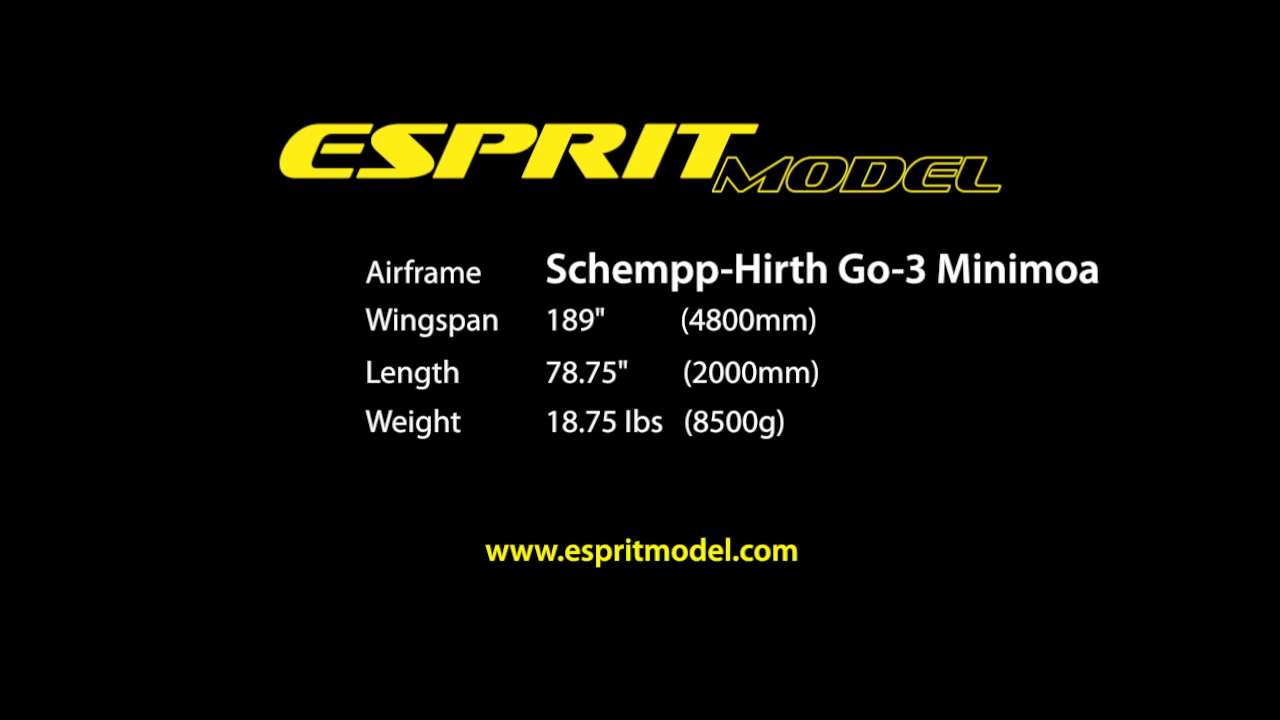 ESPRIT MODEL
Airframe Schempp-Hirth Go-3 Minimoa
Wingspan 189" (4800mm)
Length 78.75" (2000mm)
Weight 18.75 lbs (8500g)
www.espritmodel.com